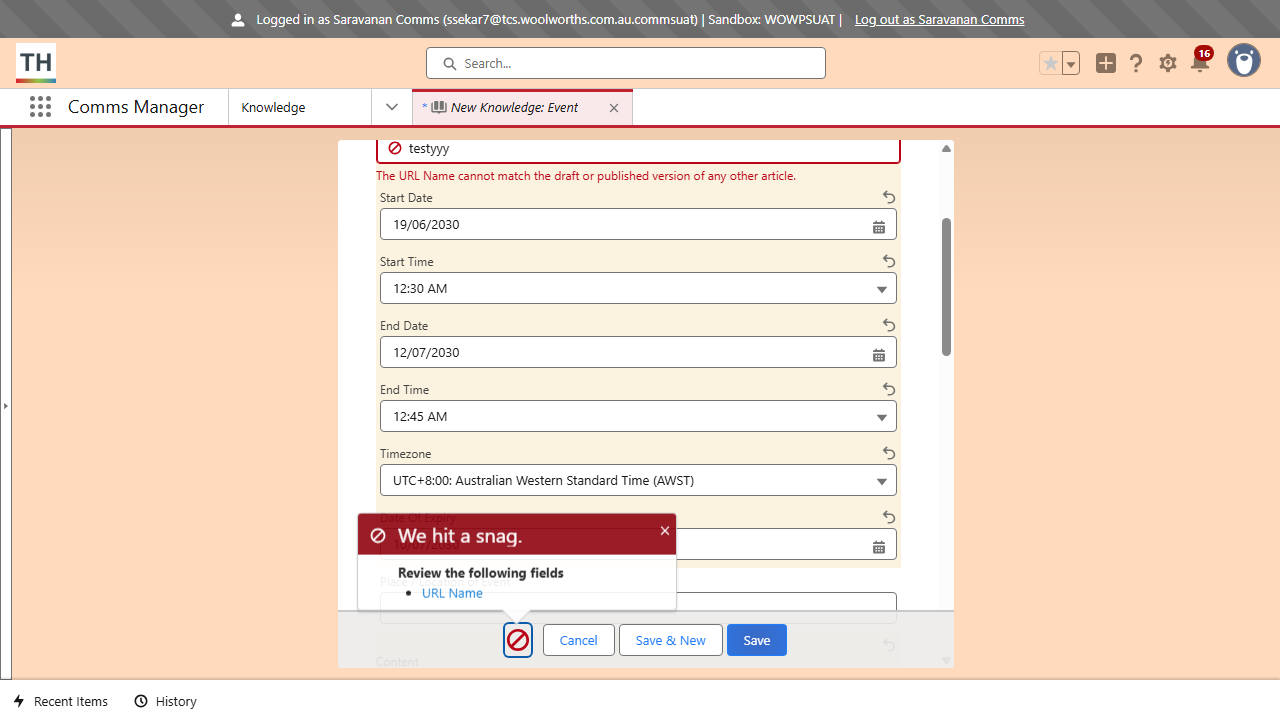 Logged in as Saravanan Comms (ssekar7@tcs.woolworths.com.au.commsuat) | Sandbox: WOWPSUAT | Log out as Saravanan Comms
TH
Search...
16
Comms Manager
Knowledge
* New Knowledge: Event
testyyy
The URL Name cannot match the draft or published version of any other article.
Start Date
19/06/2030
Start Time
12:30 AM
End Date
12/07/2030
End Time
12:45 AM
Timezone
UTC+8:00: Australian Western Standard Time (AWST)
Date Of Expiry
We hit a snag.
Review the following fields
Place / Location of Event
• URL Name
Cancel
Save & New
Save
Content
Recent Items
History